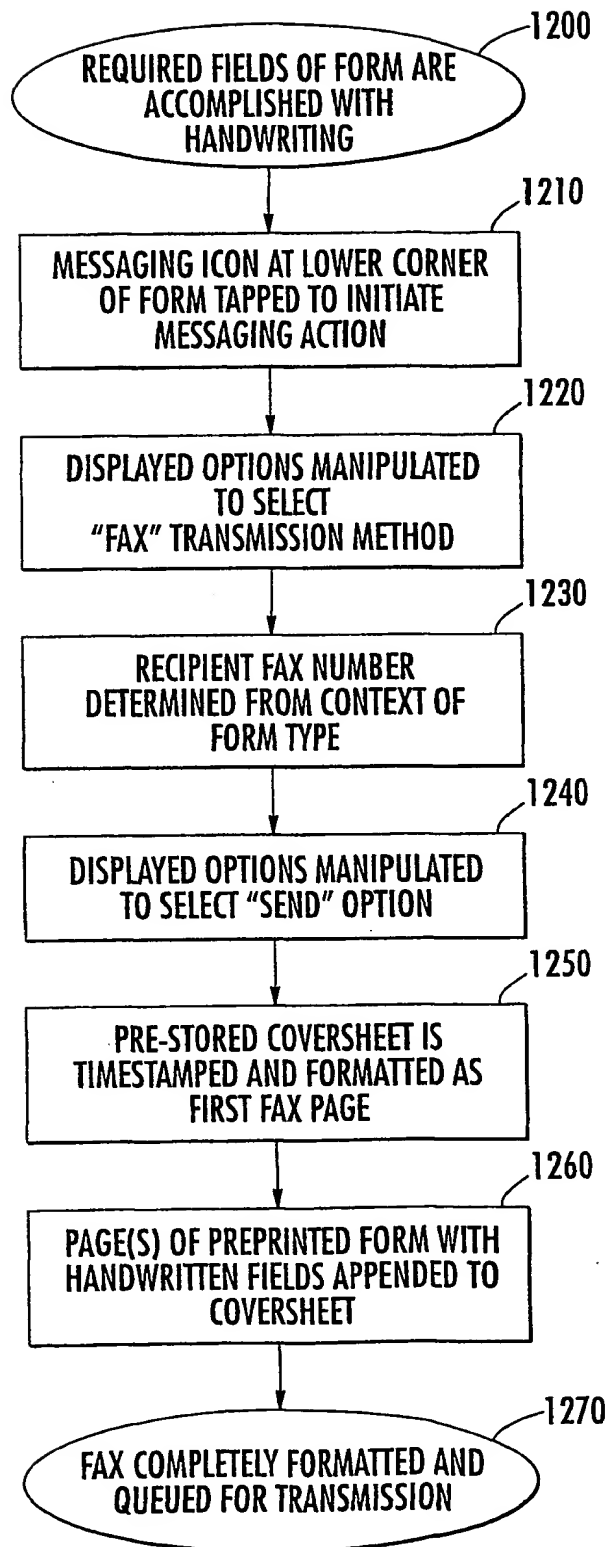 1200
REQUIRED FIELDS OF FORM ARE
ACCOMPLISHED WITH
HANDWRITING
1210
MESSAGING ICON AT LOWER CORNER
OF FORM TAPPED TO INITIATE
MESSAGING ACTION
1220
DISPLAYED OPTIONS MANIPULATED
TO SELECT
“FAX” TRANSMISSION METHOD
1230
RECIPIENT FAX NUMBER
DETERMINED FROM CONTEXT OF
FORM TYPE
1240
DISPLAYED OPTIONS MANIPULATED
TO SELECT “SEND” OPTION
1250
PRE-STORED COVERSHEET IS
TIMESTAMPED AND FORMATTED AS
FIRST FAX PAGE
1260
PAGE(S) OF PREPRINTED FORM WITH
HANDWRITTEN FIELDS APPENDED TO
COVERSHEET
1270
FAX COMPLETELY FORMATTED AND
QUEUED FOR TRANSMISSION